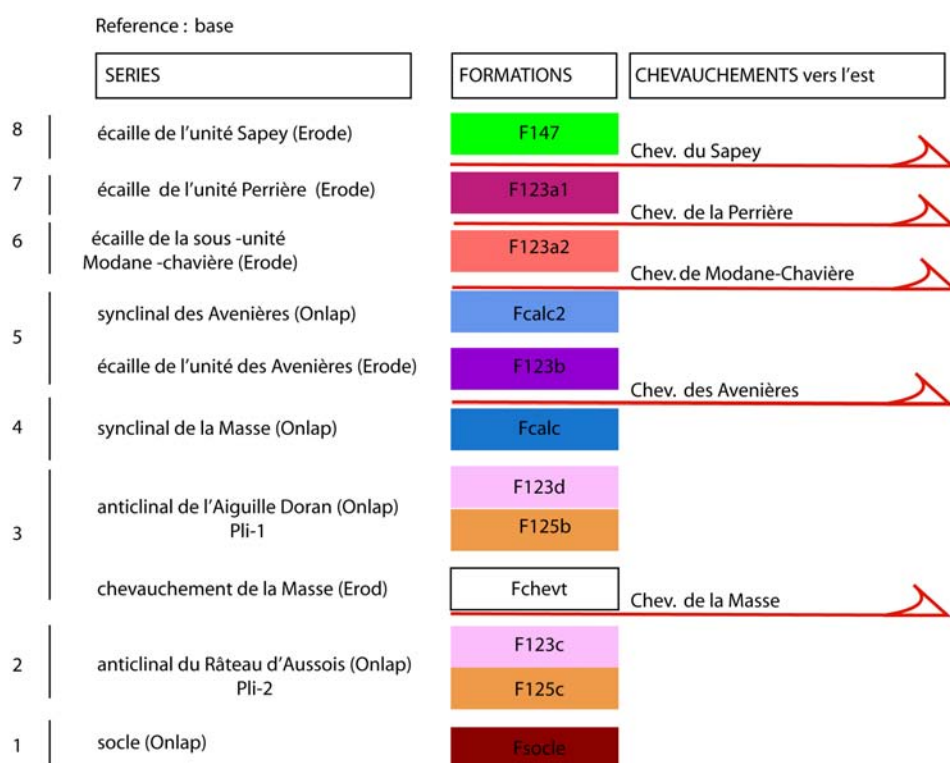 Reference : base
SERIES FORMATIONS CHEVAUCHEMENTS vers l'est
8 écaille de l'unité Sapey (Erode) F147
Chev. du Sapey
7 écaille de l'unité Perrière (Erode) F123a1
Chev. de la Perrière
6 écaille de la sous -unité
Modane -chavière (Erode) F123a2
Chev. de Modane-Chavière
synclinal des Avenières (Onlap) Fcalc2
5
écaille de l'unité des Avenières (Erode) F123b
Chev. des Avenières
4 synclinal de la Masse (Onlap) Fcalc
F123d
anticlinal de l'Aiguille Doran (Onlap)
3 Pli-1 F125b
chevauchement de la Masse (Erod) Fchevt Chev. de la Masse
F123c
2 anticlinal du Râteau d'Aussois (Onlap)
Pli-2 F125c
1 socle (Onlap) Fsocle